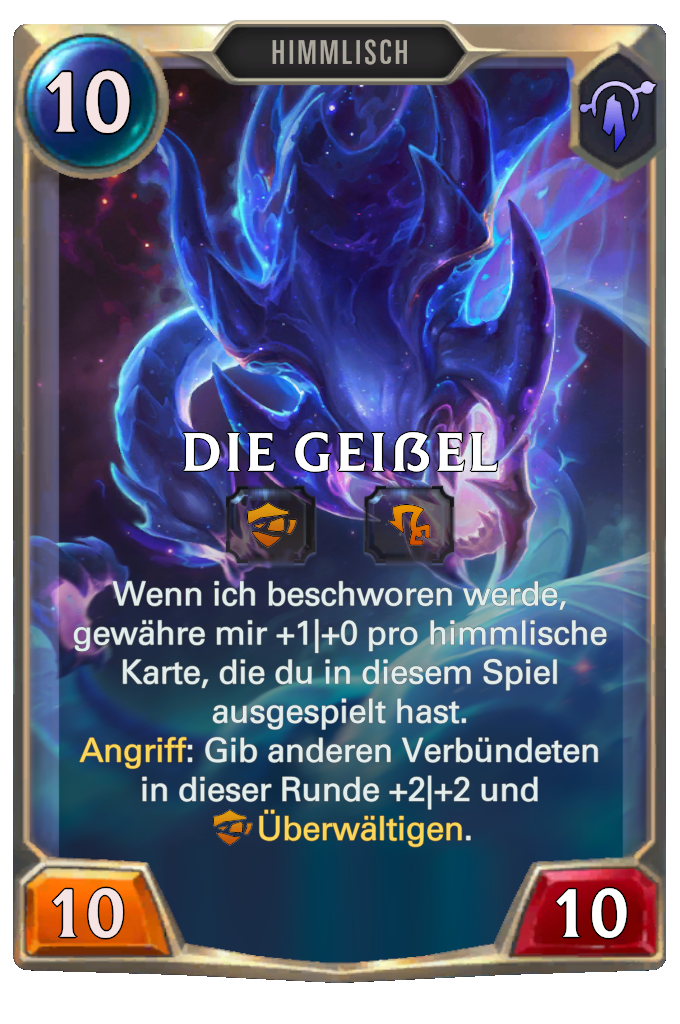 HIMMLISCH
10
DIE GEIẞEL
Wenn ich beschworen werde,
gewähre mir +1|+0 pro himmlische
Karte, die du in diesem Spiel
ausgespielt hast.
Angriff: Gib anderen Verbündeten
in dieser Runde +2|+2 und
Überwältigen.
10
10